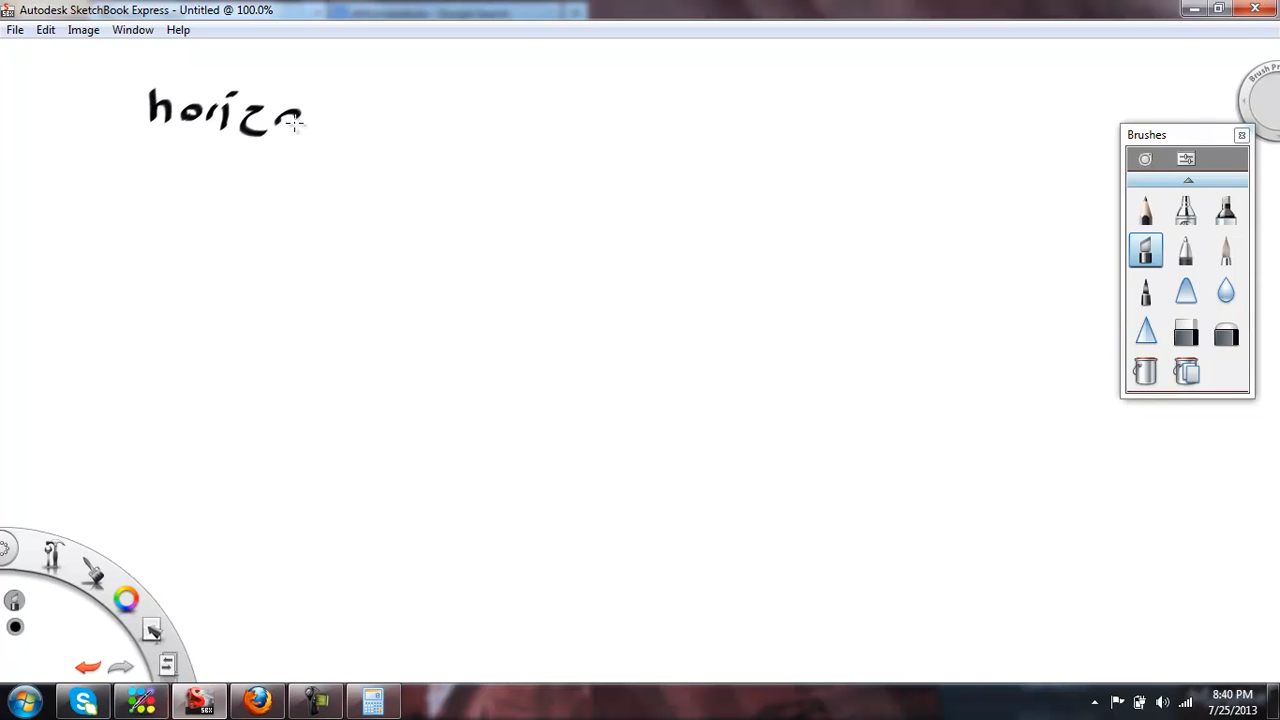 Autodesk SketchBook Express - Untitled @ 100.0%
File Edit Image Window Help
horizo
Brushes
SBX
8:40 PM
7/25/2013